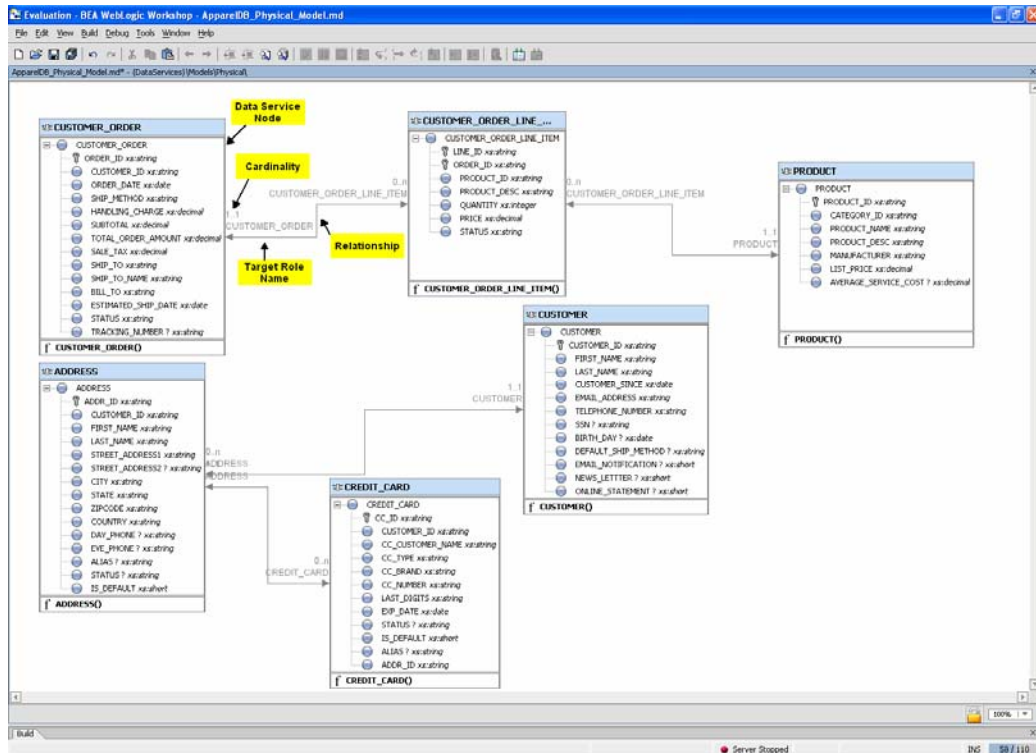 Evaluation - BEA WebLogic Workshop - ApparelDB_Physical_Model.md
File Edit View Build Debug Tools Window Help
ApparelDB_Physical_Model.md* - {DataServices}\Models\Physical\
CUSTOMER_ORDER
CUSTOMER_ORDER
ORDER_ID xs:string
CUSTOMER_ID xs:string
ORDER_DATE xs:date
SHIP_METHOD xs:string
HANDLING_CHARGE xs:decimal
SUBTOTAL xs:decimal
TOTAL_ORDER_AMOUNT xs:decimal
SALE_TAX xs:decimal
SHIP_TO xs:string
SHIP_TO_NAME xs:string
BILL_TO xs:string
ESTIMATED_SHIP_DATE xs:date
STATUS xs:string
TRACKING_NUMBER ? xs:string
CUSTOMER_ORDER()
Data Service
Node
Cardinality
0..n
CUSTOMER_ORDER_LINE_ITEM
1..1
CUSTOMER_ORDER
Relationship
Target Role
Name
CUSTOMER_ORDER_LINE_...
CUSTOMER_ORDER_LINE_ITEM
LINE_ID xs:string
ORDER_ID xs:string
PRODUCT_ID xs:string
PRODUCT_DESC xs:string
QUANTITY xs:integer
PRICE xs:decimal
STATUS xs:string
CUSTOMER_ORDER_LINE_ITEM()
0..n
CUSTOMER_ORDER_LINE_ITEM
1..1
PRODUCT
PRODUCT
PRODUCT
PRODUCT_ID xs:string
CATEGORY_ID xs:string
PRODUCT_NAME xs:string
PRODUCT_DESC xs:string
MANUFACTURER xs:string
LIST_PRICE xs:decimal
AVERAGE_SERVICE_COST ? xs:decimal
PRODUCT()
ADDRESS
ADDRESS
ADDR_ID xs:string
CUSTOMER_ID xs:string
FIRST_NAME xs:string
LAST_NAME xs:string
STREET_ADDRESS1 xs:string
STREET_ADDRESS2 ? xs:string
CITY xs:string
STATE xs:string
ZIPCODE xs:string
COUNTRY xs:string
DAY_PHONE ? xs:string
EVE_PHONE ? xs:string
ALIAS ? xs:string
STATUS ? xs:string
IS_DEFAULT xs:short
ADDRESS()
0..n
ADDRESS
ADDRESS
1..1
CUSTOMER
CUSTOMER
CUSTOMER
CUSTOMER_ID xs:string
FIRST_NAME xs:string
LAST_NAME xs:string
CUSTOMER_SINCE xs:date
EMAIL_ADDRESS xs:string
TELEPHONE_NUMBER xs:string
SSN ? xs:string
BIRTH_DAY ? xs:date
DEFAULT_SHIP_METHOD ? xs:string
EMAIL_NOTIFICATION ? xs:short
NEWS_LETTTER ? xs:short
ONLINE_STATEMENT ? xs:short
CUSTOMER()
0..n
CREDIT_CARD
CREDIT_CARD
CREDIT_CARD
CC_ID xs:string
CUSTOMER_ID xs:string
CC_CUSTOMER_NAME xs:string
CC_TYPE xs:string
CC_BRAND xs:string
CC_NUMBER xs:string
LAST_DIGITS xs:string
EXP_DATE xs:date
STATUS ? xs:string
IS_DEFAULT xs:short
ALIAS ? xs:string
ADDR_ID xs:string
CREDIT_CARD()
100%
Build
Server Stopped
INS
58 / 110